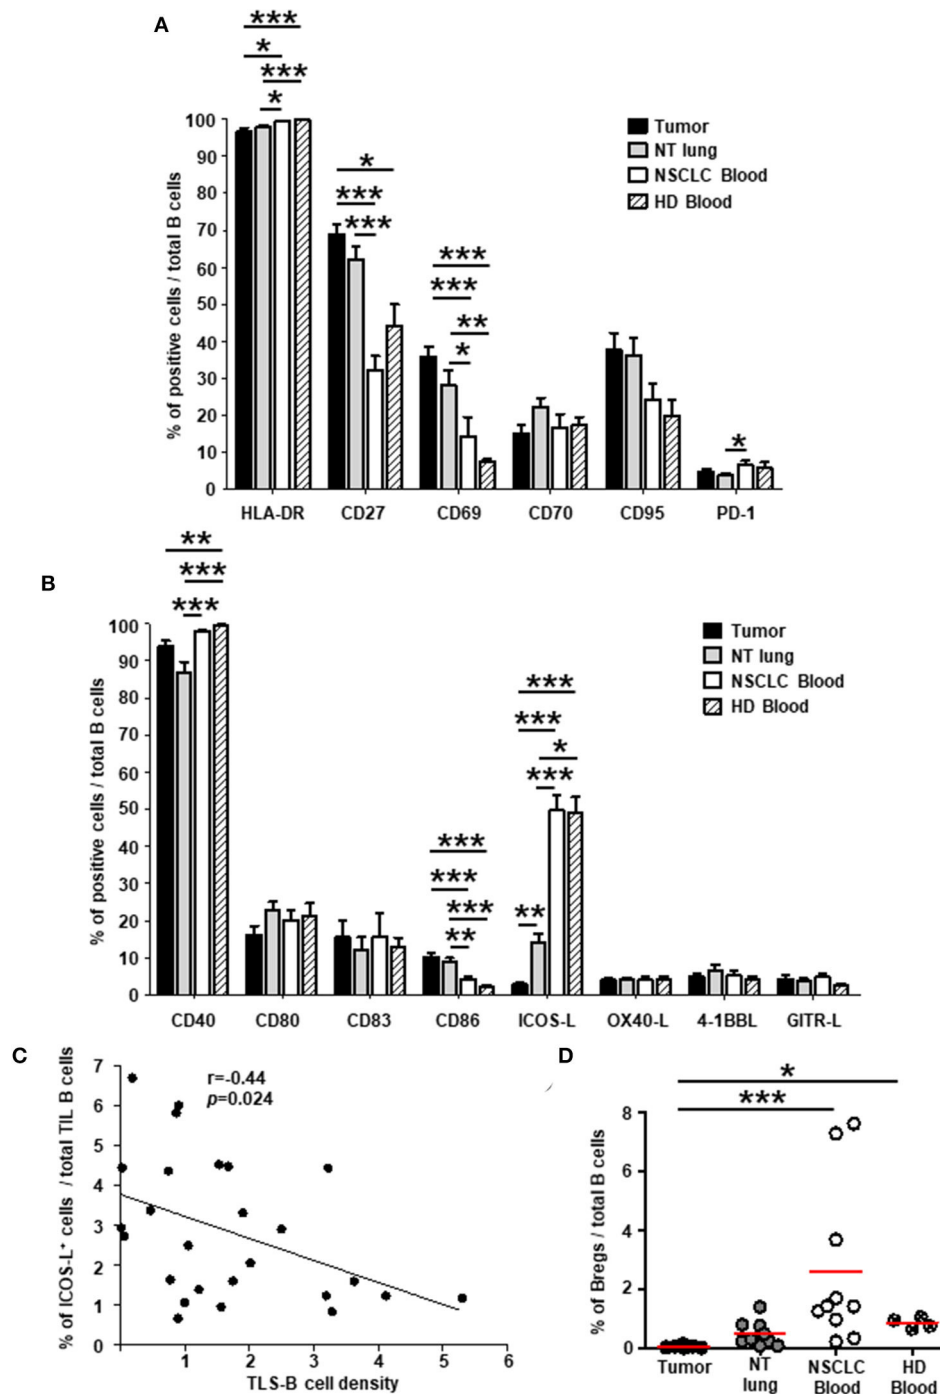 A
***
*
***
*
100
90
80
70
60
50
40
30
20
10
0
% of positive cells / total B cells
Tumor
NT lung
NSCLC Blood
HD Blood
*
***
***
***
***
**
*
*
HLA-DR CD27 CD69 CD70 CD95 PD-1
B
**
***
***
100
90
80
70
60
50
40
30
20
10
0
% of positive cells / total B cells
Tumor
NT lung
NSCLC Blood
HD Blood
***
***
***
**
***
***
*
***
**
CD40 CD80 CD83 CD86 ICOS-L OX40-L 4-1BBL GITR-L
C
7
6
5
4
3
2
1
0
% of ICOS-L+ cells / total TIL B cells
r=-0.44
p=0.024
1 2 3 4 5 6
TLS-B cell density
D
*
***
8
6
4
2
0
% of Bregs / total B cells
Tumor NT lung NSCLC Blood HD Blood